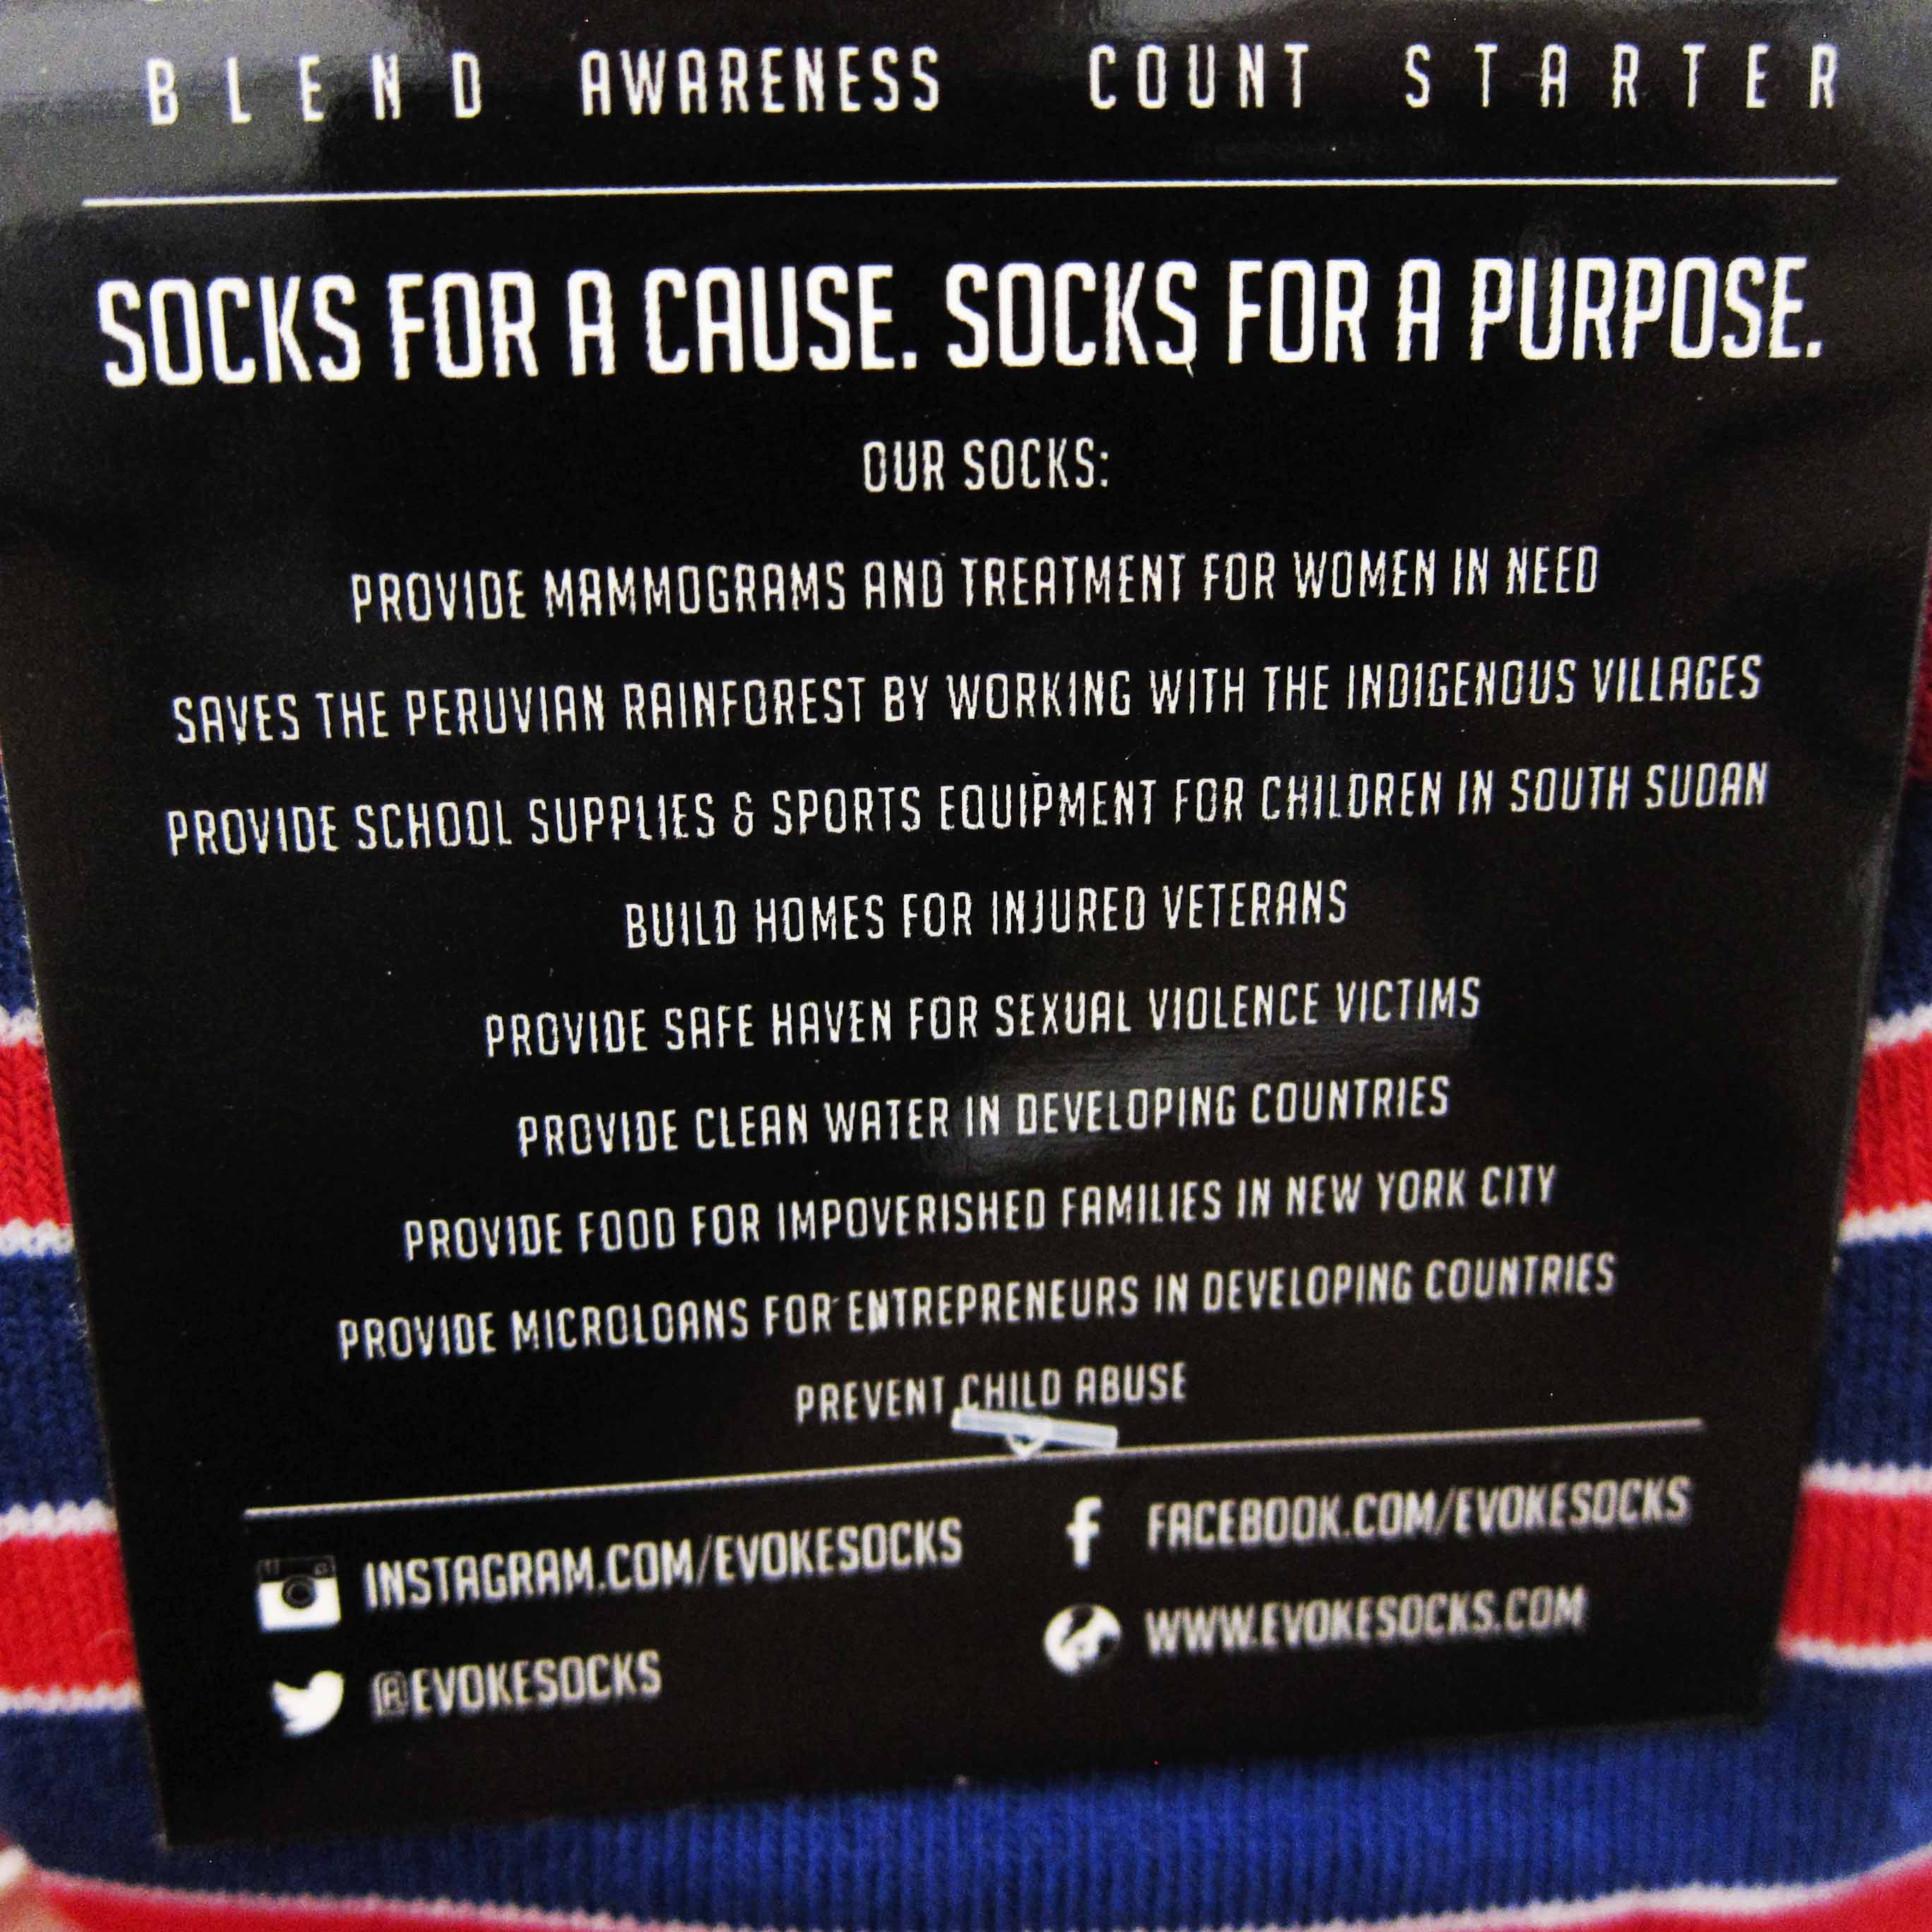 BLEND AWARENESS COUNT STARTER
SOCKS FOR A CAUSE. SOCKS FOR A PURPOSE.
OUR SOCKS:
PROVIDE MAMMOGRAMS AND TREATMENT FOR WOMEN IN NEED
SAVES THE PERUVIAN RAINFOREST BY WORKING WITH THE INDIGENOUS VILLAGES
PROVIDE SCHOOL SUPPLIES & SPORTS EQUIPMENT FOR CHILDREN IN SOUTH SUDAN
BUILD HOMES FOR INJURED VETERANS
PROVIDE SAFE HAVEN FOR SEXUAL VIOLENCE VICTIMS
PROVIDE CLEAN WATER IN DEVELOPING COUNTRIES
PROVIDE FOOD FOR IMPOVERISHED FAMILIES IN NEW YORK CITY
PROVIDE MICROLOANS FOR ENTREPRENEURS IN DEVELOPING COUNTRIES
PREVENT CHILD ABUSE
INSTAGRAM.COM/EVOKESOCKS
FACEBOOK.COM/EVOKESOCKS
@EVOKESOCKS
WWW.EVOKESOCKS.COM